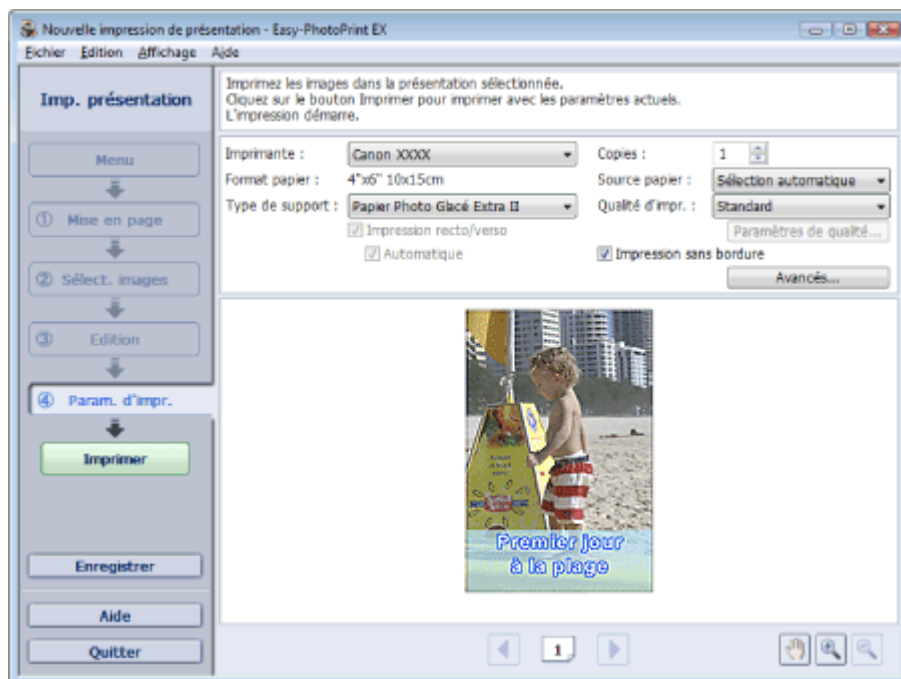 Nouvelle impression de présentation - Easy-PhotoPrint EX
Fichier Edition Affichage Aide
Imp. présentation
Menu
① Mise en page
② Sélect. images
③ Edition
④ Param. d'impr.
Imprimer
Enregistrer
Aide
Quitter
Imprimez les images dans la présentation sélectionnée.
Cliquez sur le bouton Imprimer pour imprimer avec les paramètres actuels.
L'impression démarre.
Imprimante : Canon XXXX Copies : 1
Format papier : 4"x6" 10x15cm Source papier : Sélection automatique
Type de support : Papier Photo Glacé Extra II Qualité d'impr. : Standard
Impression recto/verso Paramètres de qualité...
Automatique Impression sans bordure
Avancés...
Premier jour
à la plage
1